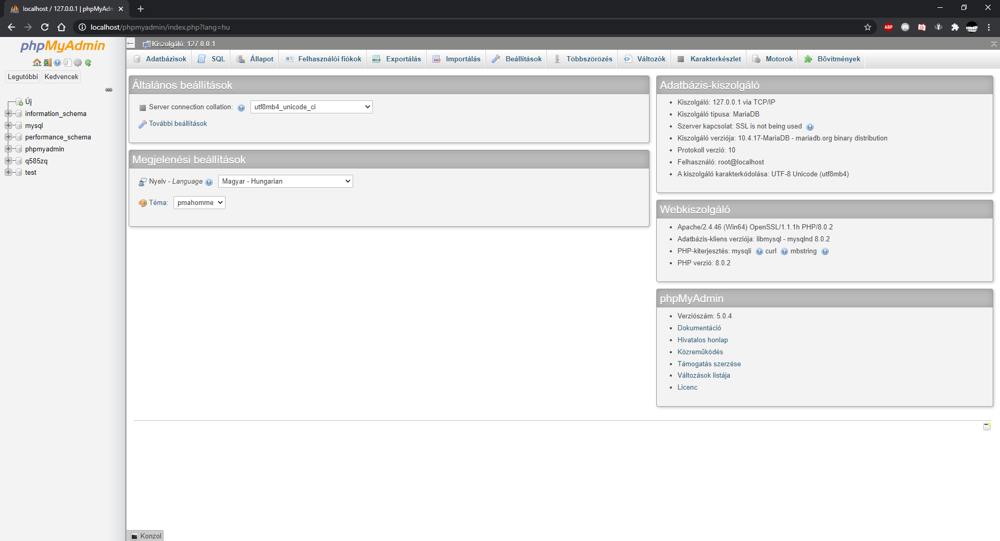 localhost / 127.0.0.1 | phpMyAdm
localhost/phpmyadmin/index.php?lang=hu
ABP
phpMyAdmin
Legutóbbi Kedvencek
Új
information_schema
mysql
performance_schema
phpmyadmin
q585zq
test
Kiszolgáló: 127.0.0.1
Adatbázisok SQL Állapot Felhasználói fiókok Exportálás Importálás Beállítások Többszörözés Változók Karakterkészlet Motorok Bővítmények
Általános beállítások
Server connection collation: utf8mb4_unicode_ci
További beállítások
Megjelenési beállítások
Nyelv - Language Magyar - Hungarian
Téma: pmahomme
Adatbázis-kiszolgáló
Kiszolgáló: 127.0.0.1 via TCP/IP
Kiszolgáló típusa: MariaDB
Szerver kapcsolat: SSL is not being used
Kiszolgáló verziója: 10.4.17-MariaDB - mariadb.org binary distribution
Protokoll verzió: 10
Felhasználó: root@localhost
A kiszolgáló karakterkódolása: UTF-8 Unicode (utf8mb4)
Webkiszolgáló
Apache/2.4.46 (Win64) OpenSSL/1.1.1h PHP/8.0.2
Adatbázis-kliens verziója: libmysql - mysqlnd 8.0.2
PHP-kiterjesztés: mysqli curl mbstring
PHP verzió: 8.0.2
phpMyAdmin
Verziószám: 5.0.4
Dokumentáció
Hivatalos honlap
Közreműködés
Támogatás szerzése
Változások listája
Licenc
Konzol